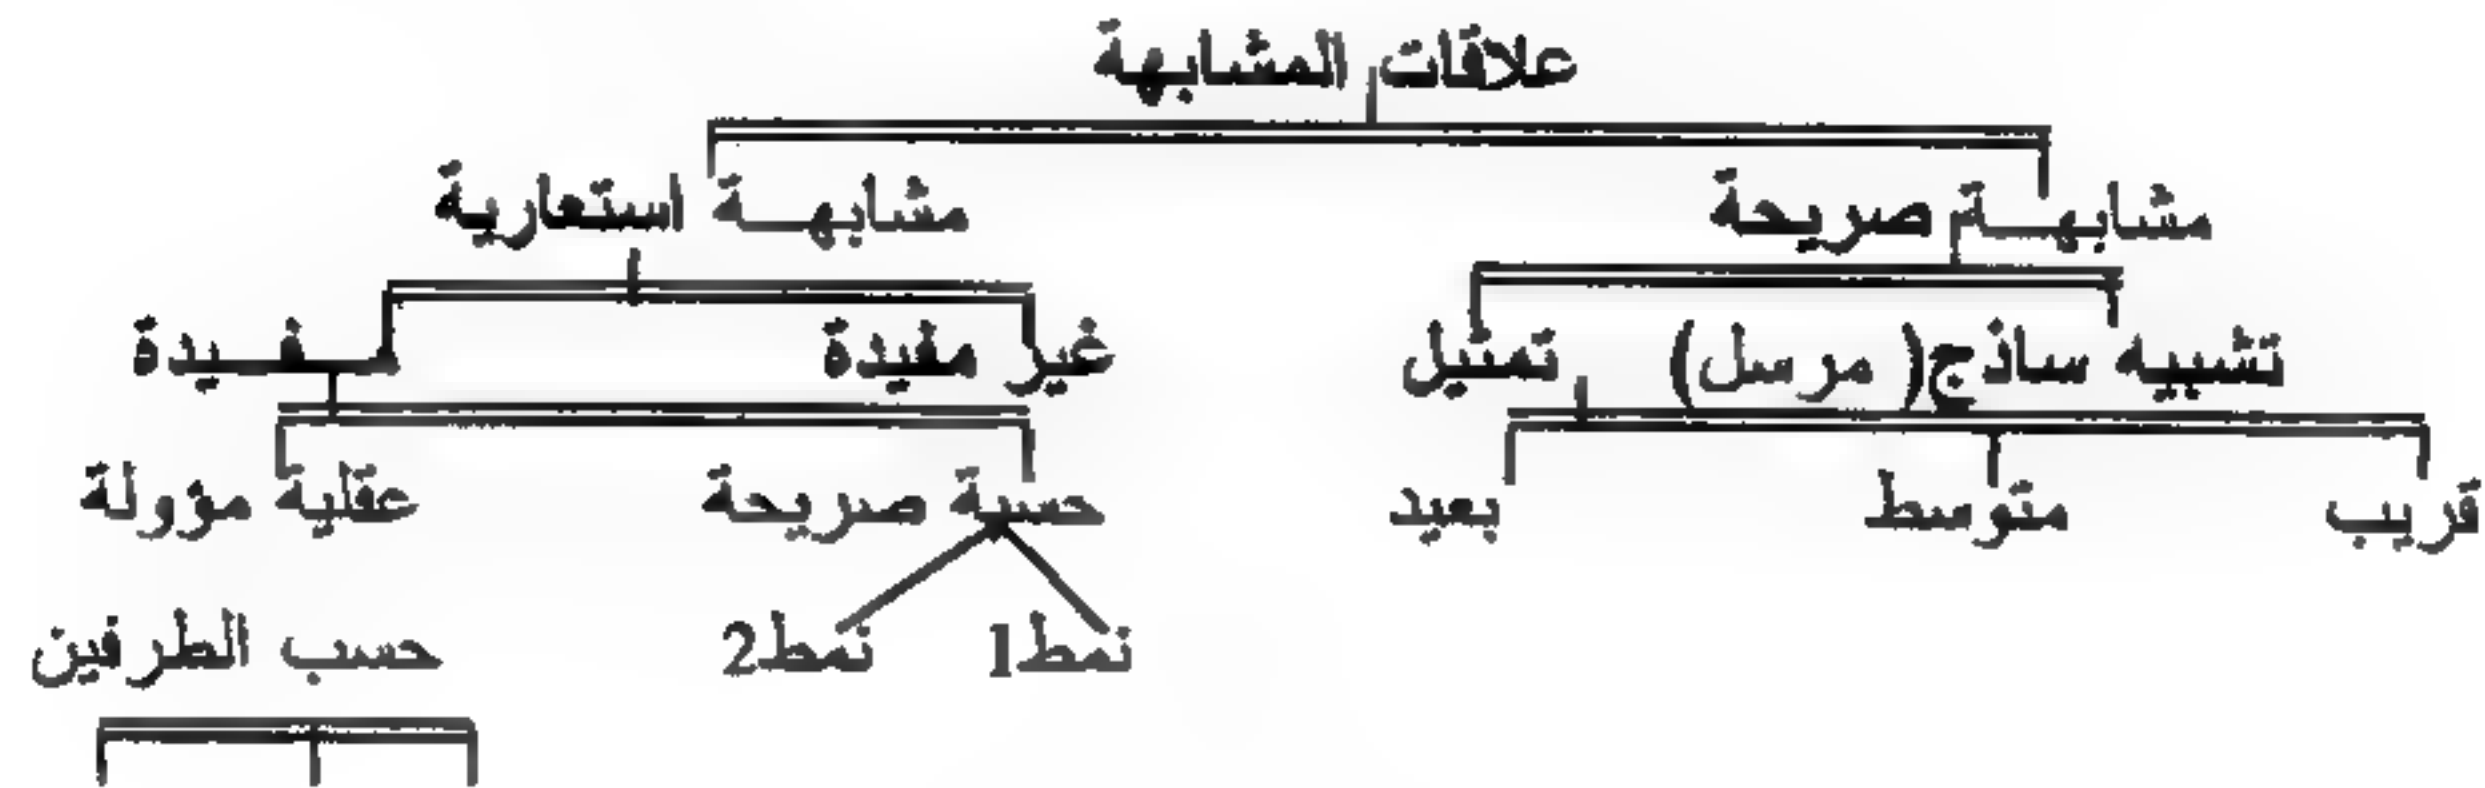 علاقات المشابهة
مشابهة صريحة مشابهة استعارية
تشبيه ساذج (مرسل) تمثيل غير مفيدة مفيدة
قريب متوسط بعيد حسية صريحة عقلية مؤولة
نمط1 نمط2 حسب الطرفين